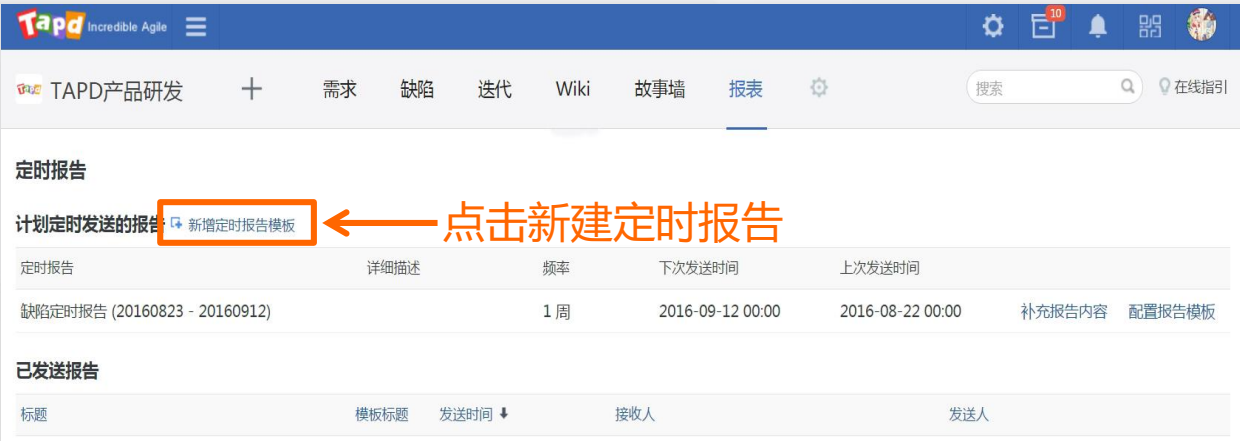 Tapd Incredible Agile 10
TAPD TAPD产品研发 需求 缺陷 迭代 Wiki 故事墙 报表 搜索 在线指引
定时报告
计划定时发送的报告 新增定时报告模板 点击新建定时报告
定时报告 详细描述 频率 下次发送时间 上次发送时间
缺陷定时报告 (20160823 - 20160912) 1 周 2016-09-12 00:00 2016-08-22 00:00 补充报告内容 配置报告模板
已发送报告
标题 模板标题 发送时间 接收人 发送人